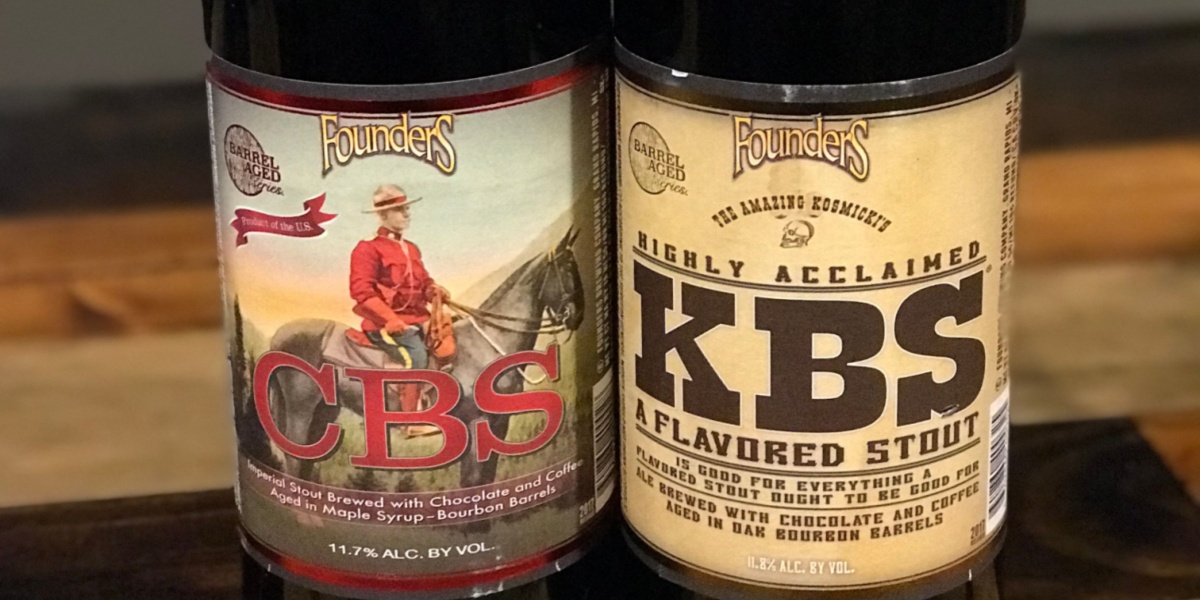 Founders
BARREL
AGED
Series
Product of the U.S.
CBS
Imperial Stout Brewed with Chocolate and Coffee
Aged in Maple Syrup-Bourbon Barrels
2017
11.7% ALC. BY VOL.
Founders
BARREL
AGED
Series
THE AMAZING KOSMICKI'S
HIGHLY ACCLAIMED
KBS
A FLAVORED STOUT
IS GOOD FOR EVERYTHING A
FLAVORED STOUT OUGHT TO BE GOOD FOR
ALE BREWED WITH CHOCOLATE AND COFFEE
AGED IN OAK BOURBON BARRELS
2017
11.8% ALC. BY VOL.